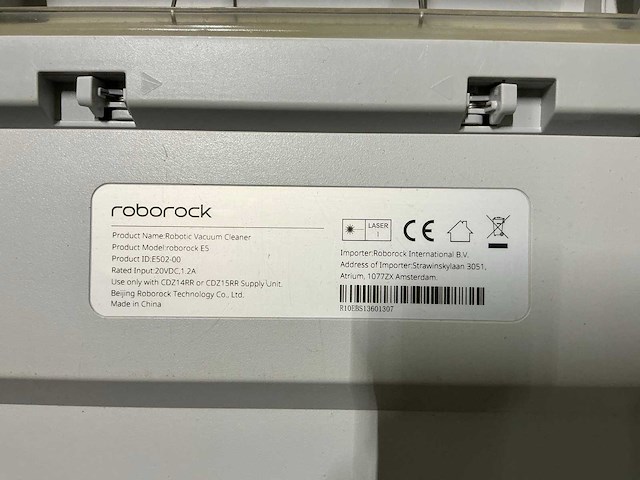 roborock
Product Name:Robotic Vacuum Cleaner
Product Model:roborock E5
Product ID:E502-00
Rated Input:20VDC,1.2A
Use only with CDZ14RR or CDZ15RR Supply Unit.
Beijing Roborock Technology Co., Ltd.
Made in China
LASER
1
CE
Importer:Roborock International B.V.
Address of Importer:Strawinskylaan 3051,
Atrium, 1077ZX Amsterdam.
R10EBS13601307